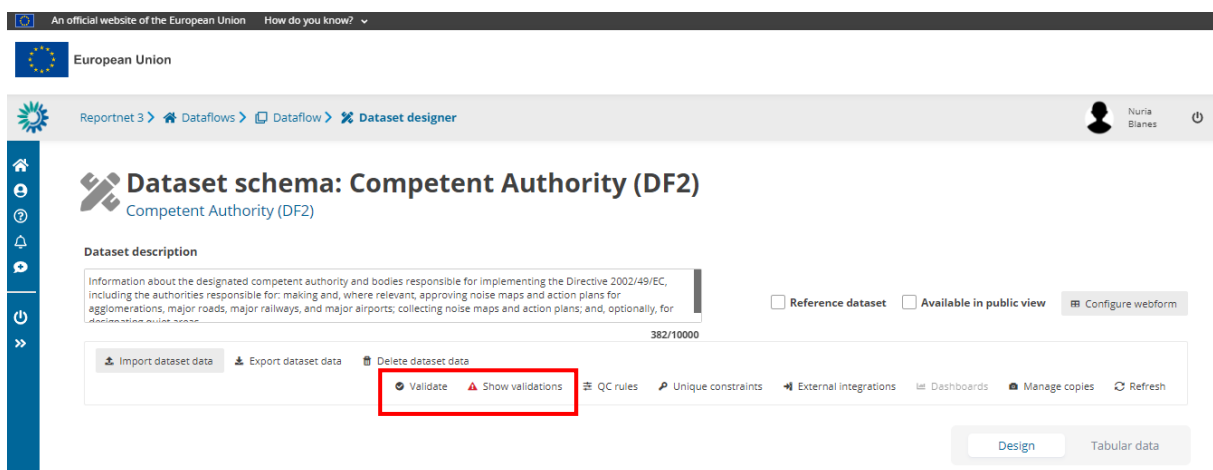 An official website of the European Union How do you know?
European Union
Reportnet 3 > Dataflows > Dataflow > Dataset designer
Nuria
Blanes
Dataset schema: Competent Authority (DF2)
Competent Authority (DF2)
Dataset description
Information about the designated competent authority and bodies responsible for implementing the Directive 2002/49/EC,
including the authorities responsible for: making and, where relevant, approving noise maps and action plans for
agglomerations, major roads, major railways, and major airports; collecting noise maps and action plans; and, optionally, for
designating quiet areas
Reference dataset Available in public view Configure webform
382/10000
Import dataset data Export dataset data Delete dataset data
Validate Show validations QC rules Unique constraints External integrations Dashboards Manage copies Refresh
Design Tabular data